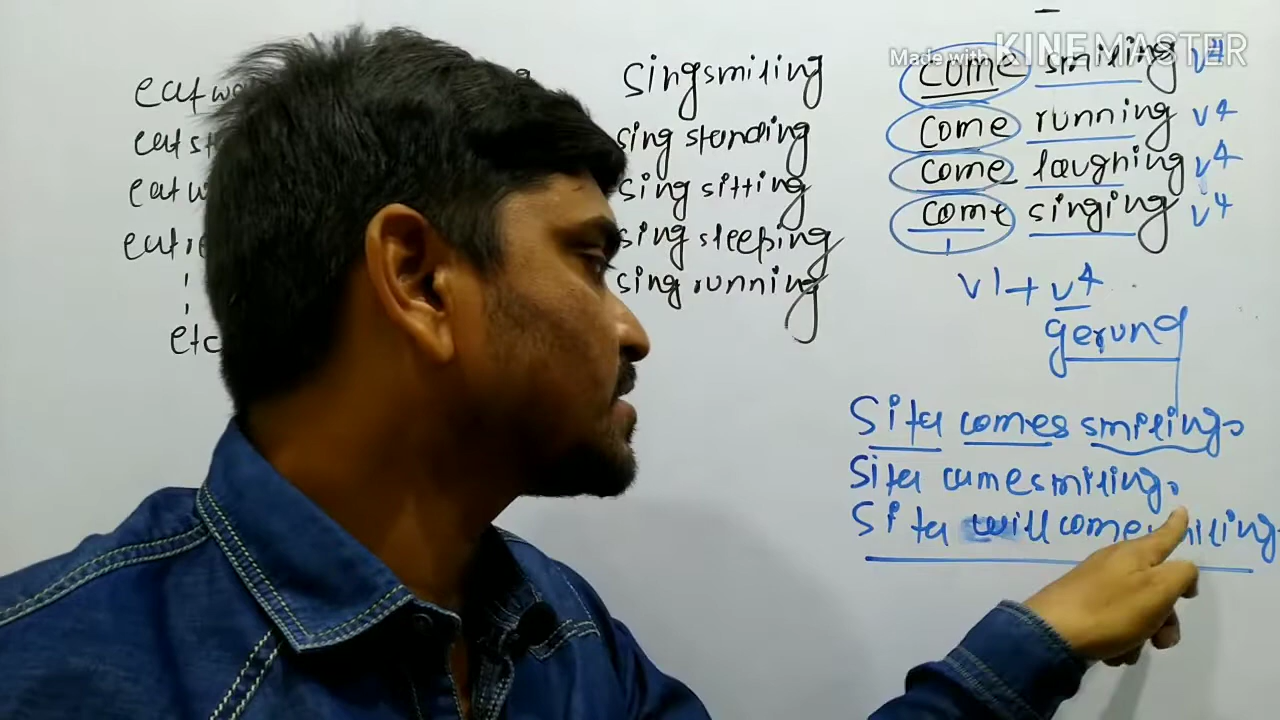 Made with KINEMASTER
eat
eat
eat
eat
etc
sing smiling
sing standing
sing sitting
sing sleeping
sing running
come smiling v4
come running v4
come laughing v4
come singing v4
v1+v4
gerund
Sita comes smiling.
Sita came smiling.
Sita will come